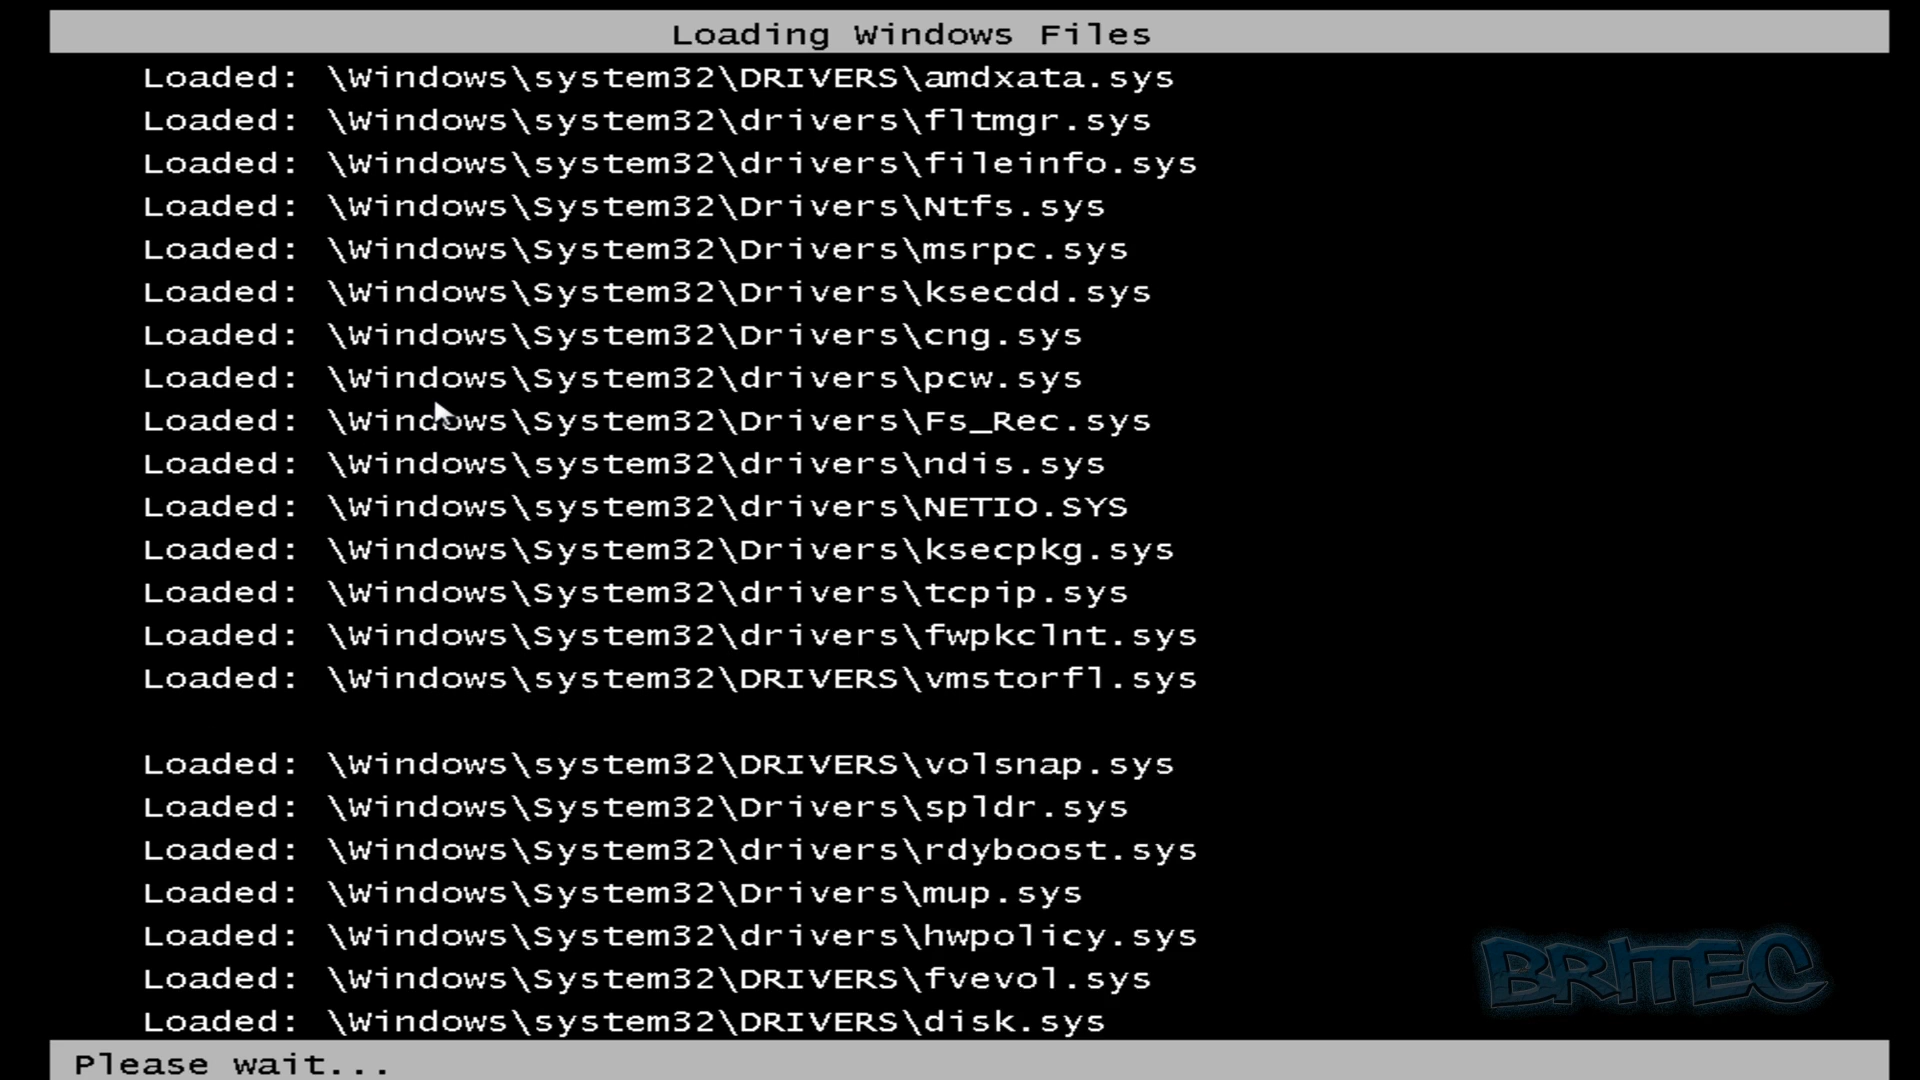 Loading Windows Files
Loaded: \Windows\system32\DRIVERS\amdxata.sys
Loaded: \Windows\system32\drivers\fltmgr.sys
Loaded: \Windows\system32\drivers\fileinfo.sys
Loaded: \Windows\System32\Drivers\Ntfs.sys
Loaded: \Windows\System32\Drivers\msrpc.sys
Loaded: \Windows\System32\Drivers\ksecdd.sys
Loaded: \Windows\System32\Drivers\cng.sys
Loaded: \Windows\System32\drivers\pcw.sys
Loaded: \Windows\System32\Drivers\Fs_Rec.sys
Loaded: \Windows\system32\drivers\ndis.sys
Loaded: \Windows\system32\drivers\NETIO.SYS
Loaded: \Windows\System32\Drivers\ksecpkg.sys
Loaded: \Windows\System32\drivers\tcpip.sys
Loaded: \Windows\System32\drivers\fwpkclnt.sys
Loaded: \Windows\system32\DRIVERS\vmstorfl.sys
Loaded: \Windows\system32\DRIVERS\volsnap.sys
Loaded: \Windows\System32\Drivers\spldr.sys
Loaded: \Windows\System32\drivers\rdyboost.sys
Loaded: \Windows\System32\Drivers\mup.sys
Loaded: \Windows\System32\drivers\hwpolicy.sys
Loaded: \Windows\System32\DRIVERS\fvevol.sys
Loaded: \Windows\system32\DRIVERS\disk.sys
BRITEC
Please wait...